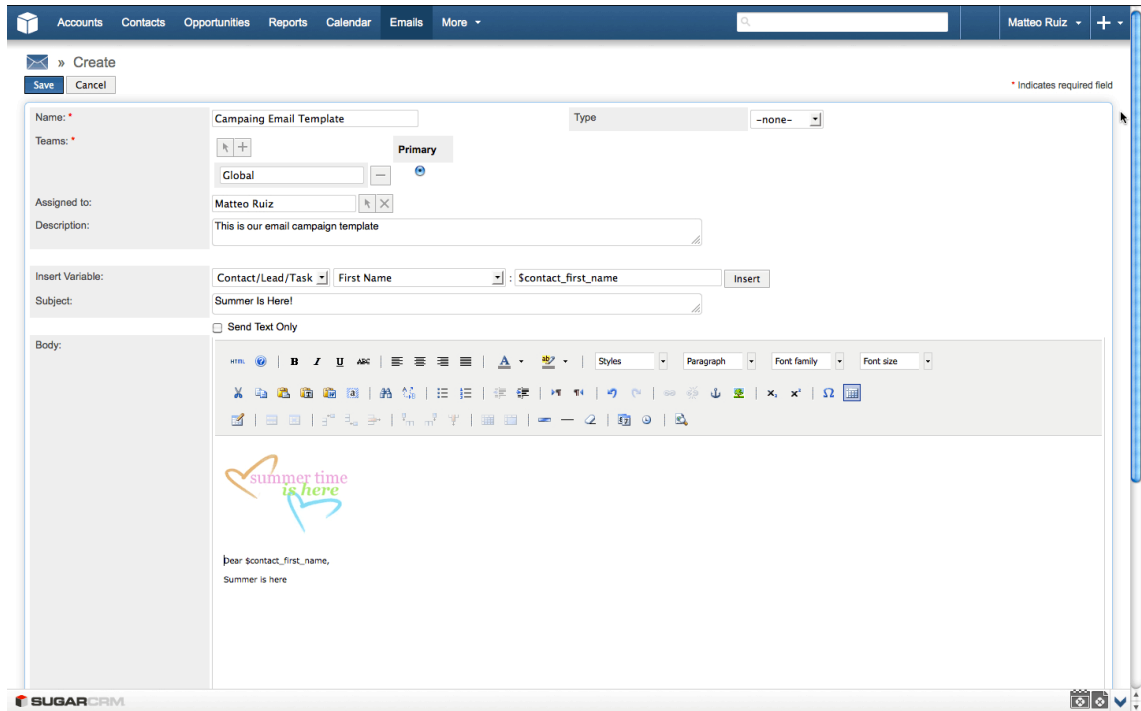 Accounts Contacts Opportunities Reports Calendar Emails More Matteo Ruiz
» Create
Save Cancel * Indicates required field
Name: * Campaing Email Template Type -none-
Teams: *
Primary
Global
Assigned to: Matteo Ruiz
Description: This is our email campaign template
Insert Variable: Contact/Lead/Task First Name : $contact_first_name Insert
Subject: Summer Is Here!
Send Text Only
Body:
HTML B I U ABC A ab Styles Paragraph Font family Font size
summer time
is here
Dear $contact_first_name,
Summer is here
SUGARCRM